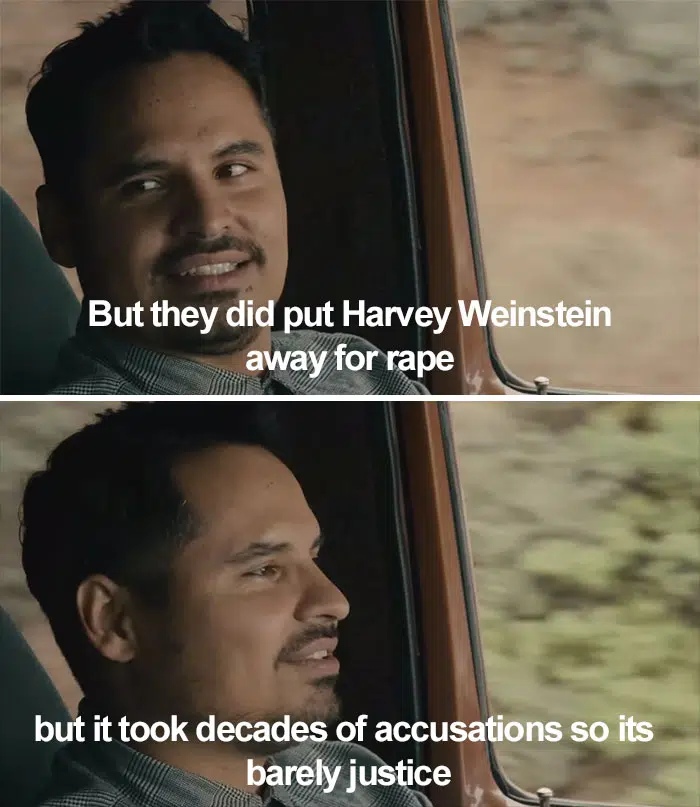 But they did put Harvey Weinstein
away for rape
but it took decades of accusations so its
barely justice